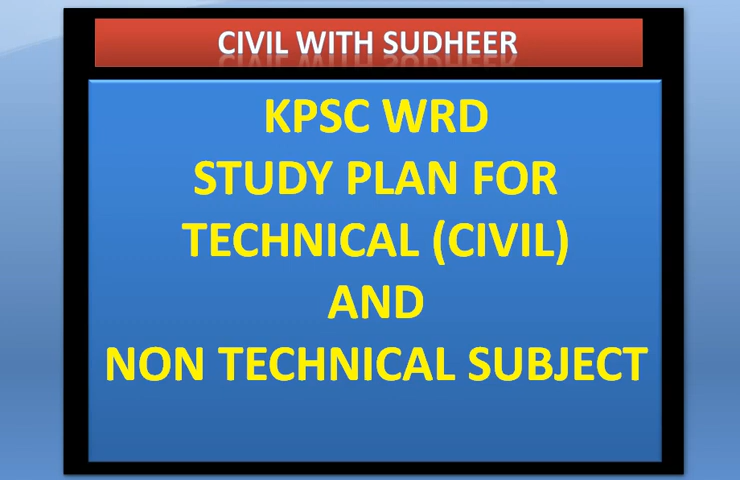 CIVIL WITH SUDHEER
KPSC WRD
STUDY PLAN FOR
TECHNICAL (CIVIL)
AND
NON TECHNICAL SUBJECT